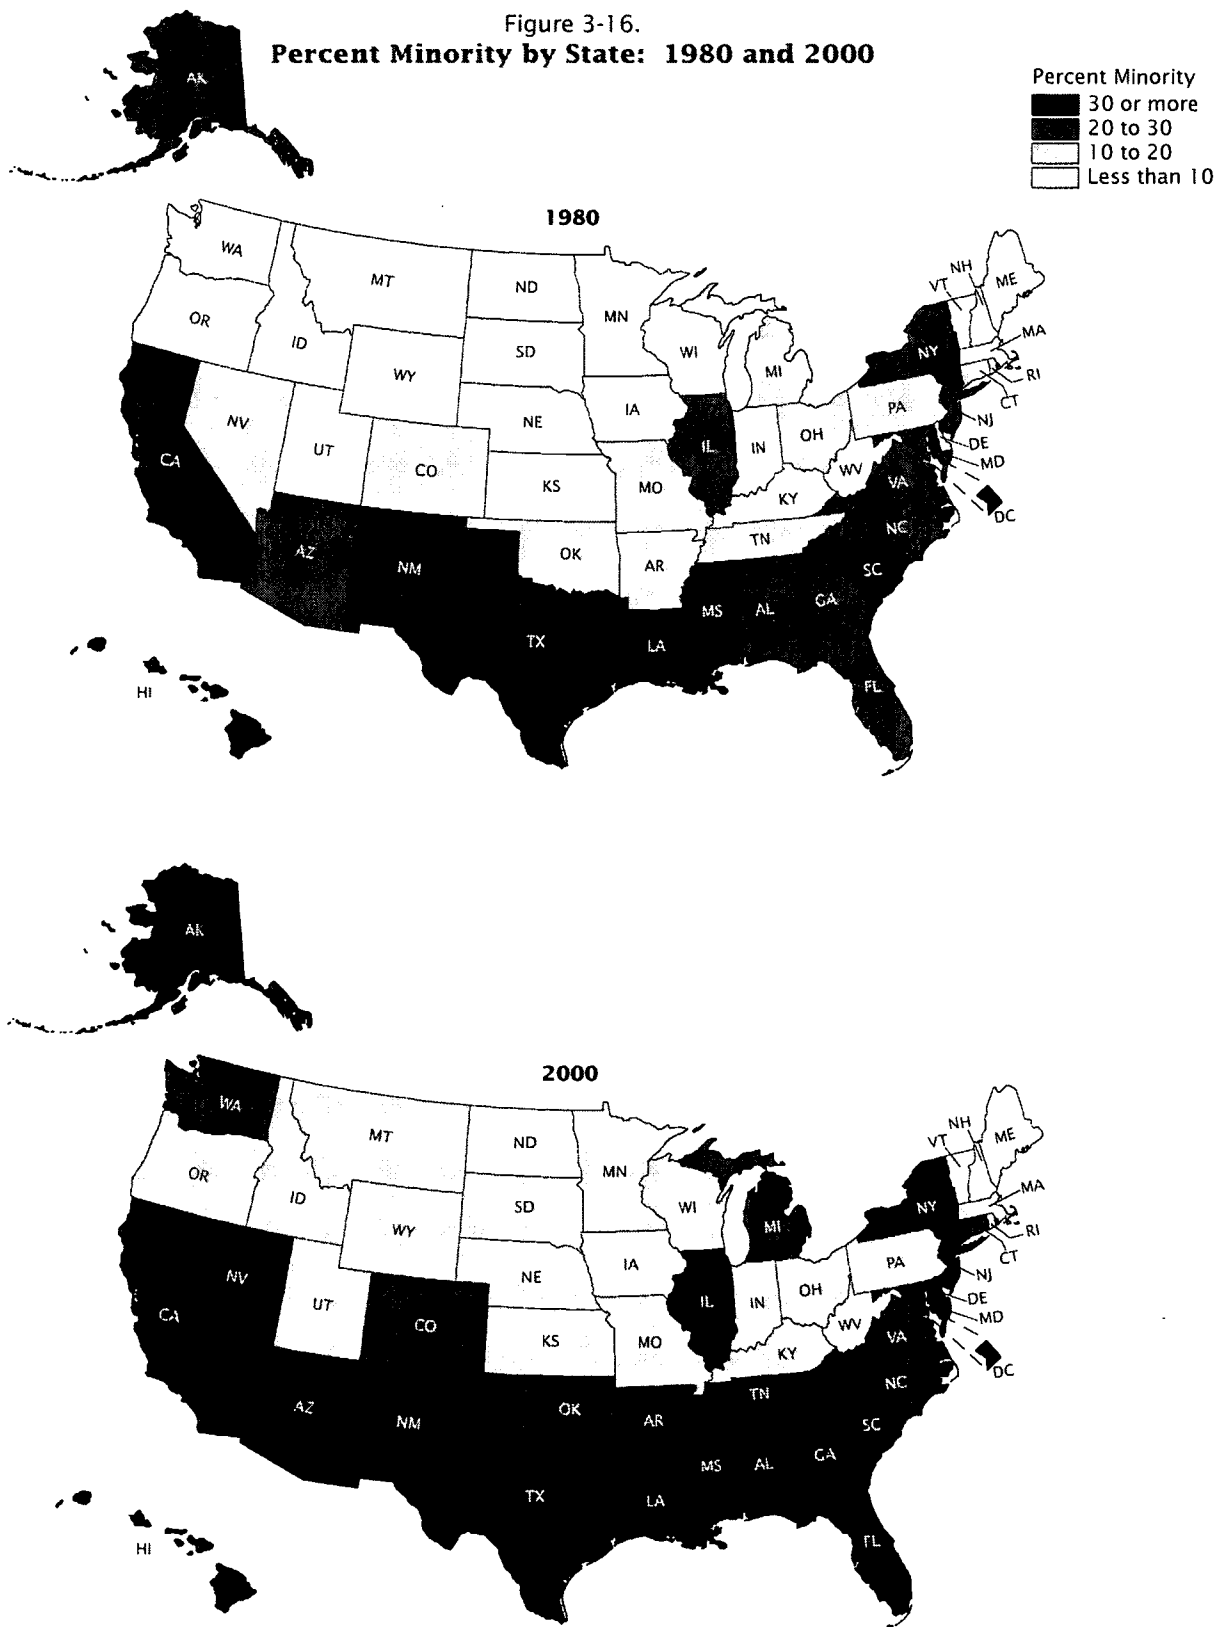 Figure 3-16.
Percent Minority by State: 1980 and 2000
Percent Minority
30 or more
20 to 30
10 to 20
Less than 10
AK
1980
WA
MT
ND
MN
OR
ID
SD
WI
MI
WY
NY
VT
NH
ME
MA
RI
CT
NJ
DE
MD
DC
NV
UT
CO
NE
IA
IL
IN
OH
PA
CA
KS
MO
KY
WV
VA
AZ
NM
OK
AR
TN
NC
SC
TX
LA
MS
AL
GA
FL
HI
AK
2000
WA
MT
ND
MN
OR
ID
SD
WI
MI
WY
NY
VT
NH
ME
MA
RI
CT
NJ
DE
MD
DC
NV
UT
CO
NE
IA
IL
IN
OH
PA
CA
KS
MO
KY
WV
VA
AZ
NM
OK
AR
TN
NC
SC
TX
LA
MS
AL
GA
FL
HI